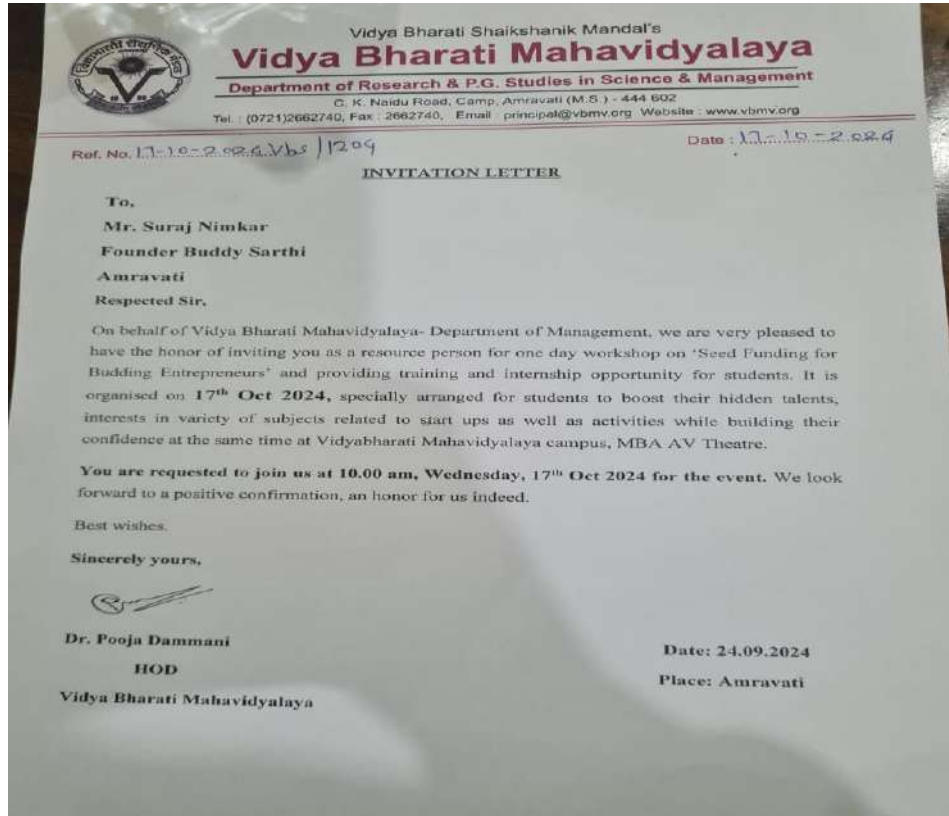 Vidya Bharati Shaikshanik Mandal's
Vidya Bharati Mahavidyalaya
Department of Research & P.G. Studies in Science & Management
C. K. Naidu Road, Camp, Amravati (M.S.) - 444 602
Tel. : (0721)2662740, Fax : 2662740, Email : principal@vbmv.org Website : www.vbmv.org
Ref. No. 17-10-2024 Vbs/1204
Date : 17-10-2024
INVITATION LETTER
To,
Mr. Suraj Nimkar
Founder Buddy Sarthi
Amravati
Respected Sir,
On behalf of Vidya Bharati Mahavidyalaya- Department of Management, we are very pleased to
have the honor of inviting you as a resource person for one day workshop on 'Seed Funding for
Budding Entrepreneurs' and providing training and internship opportunity for students. It is
organised on 17th Oct 2024, specially arranged for students to boost their hidden talents,
interests in variety of subjects related to start ups as well as activities while building their
confidence at the same time at Vidyabharati Mahavidyalaya campus, MBA AV Theatre.
You are requested to join us at 10.00 am, Wednesday, 17th Oct 2024 for the event. We look
forward to a positive confirmation, an honor for us indeed.
Best wishes.
Sincerely yours,
Dr. Pooja Dammani
HOD
Vidya Bharati Mahavidyalaya
Date: 24.09.2024
Place: Amravati